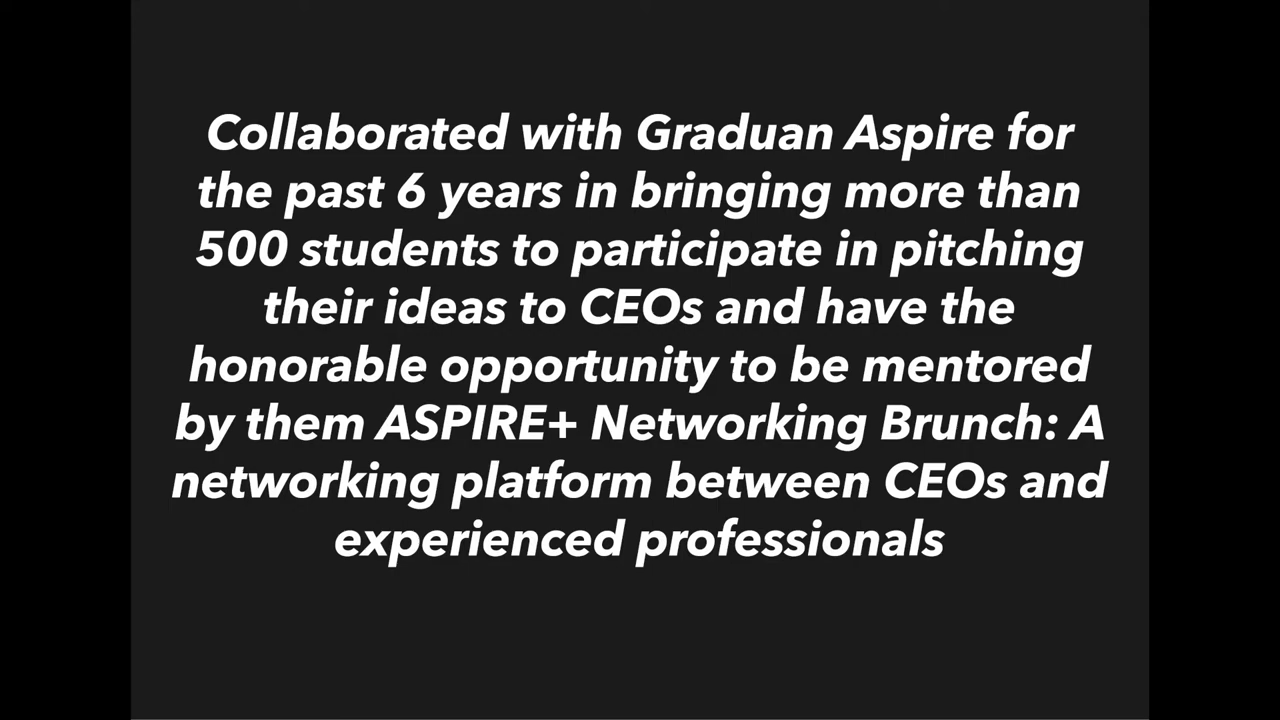 Collaborated with Graduan Aspire for
the past 6 years in bringing more than
500 students to participate in pitching
their ideas to CEOs and have the
honorable opportunity to be mentored
by them ASPIRE+ Networking Brunch: A
networking platform between CEOs and
experienced professionals